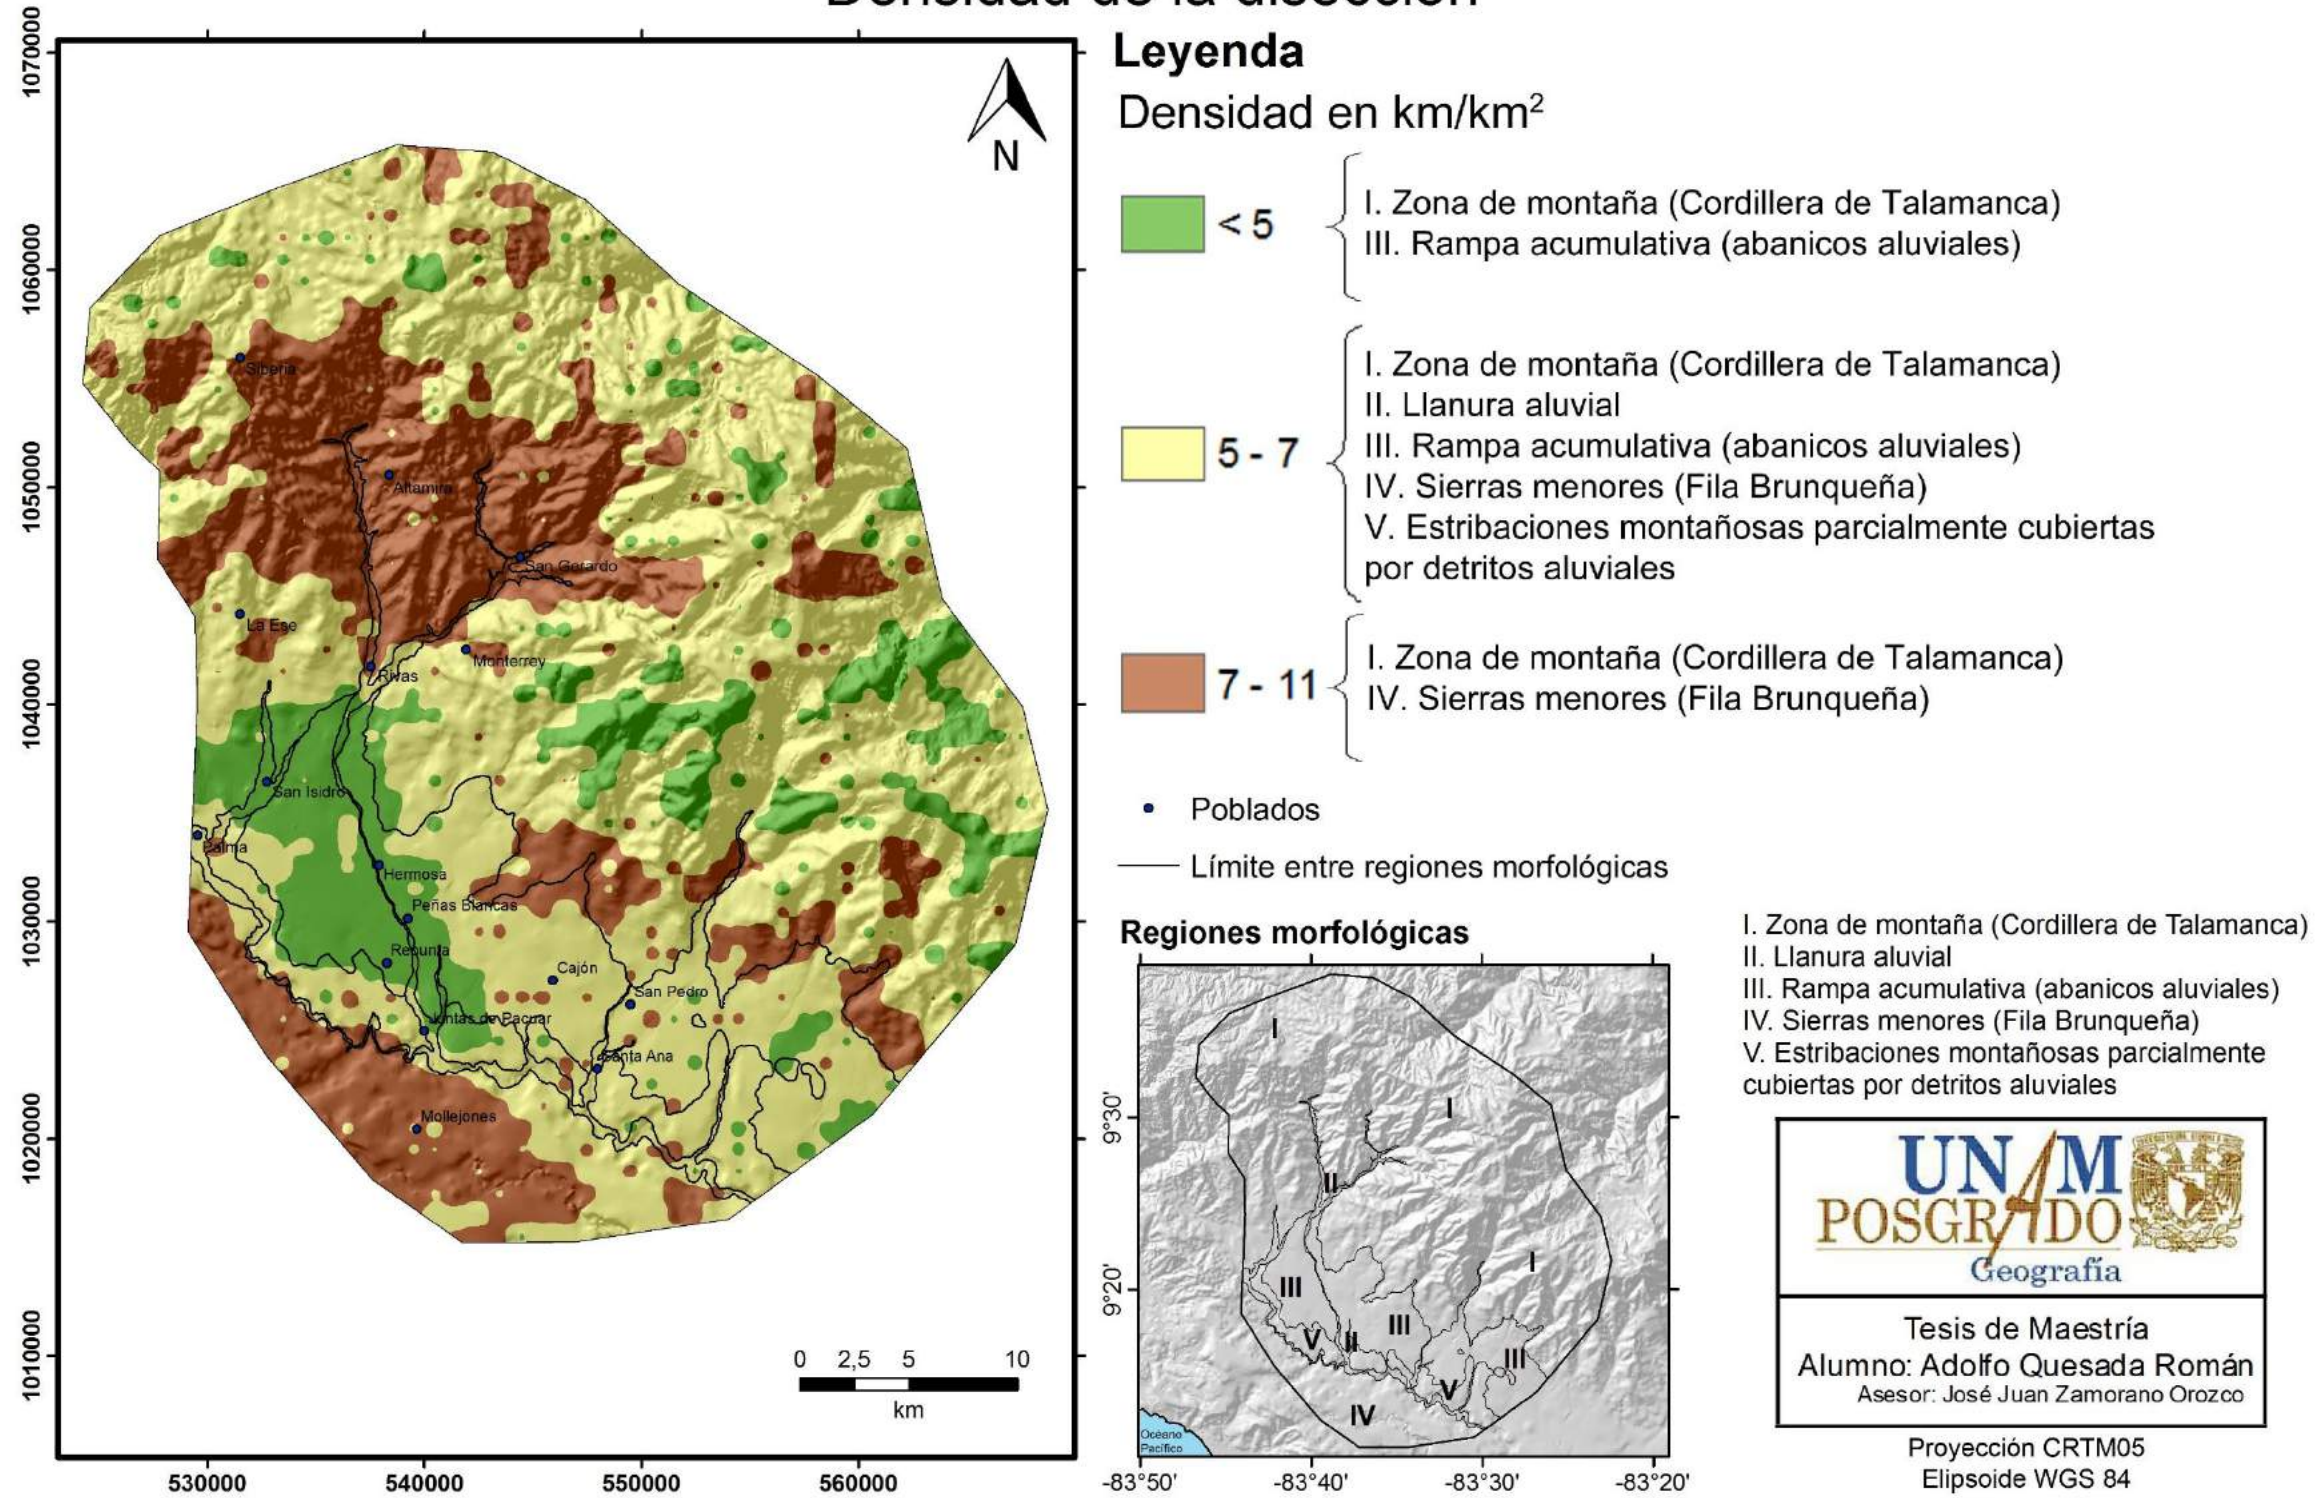 Densidad de la disección
1070000
1060000
1050000
1040000
1030000
1020000
1010000
530000
540000
550000
560000
N
Siberia
Altamira
San Gerardo
La Ese
Monterrey
Rivas
San Isidro
Palma
Hermosa
Peñas Blancas
Repunta
Cajón
San Pedro
Juntas de Pacuar
Santa Ana
Mollejones
0 2,5 5 10
km
Leyenda
Densidad en km/km²
< 5
I. Zona de montaña (Cordillera de Talamanca)
III. Rampa acumulativa (abanicos aluviales)
5 - 7
I. Zona de montaña (Cordillera de Talamanca)
II. Llanura aluvial
III. Rampa acumulativa (abanicos aluviales)
IV. Sierras menores (Fila Brunqueña)
V. Estribaciones montañosas parcialmente cubiertas
por detritos aluviales
7 - 11
I. Zona de montaña (Cordillera de Talamanca)
IV. Sierras menores (Fila Brunqueña)
Poblados
Límite entre regiones morfológicas
Regiones morfológicas
I
I
II
I
III
III
V
II
III
V
IV
Océano
Pacífico
9°30'
9°20'
-83°50'
-83°40'
-83°30'
-83°20'
I. Zona de montaña (Cordillera de Talamanca)
II. Llanura aluvial
III. Rampa acumulativa (abanicos aluviales)
IV. Sierras menores (Fila Brunqueña)
V. Estribaciones montañosas parcialmente
cubiertas por detritos aluviales
UNAM
POSGRADO
Geografía
Tesis de Maestría
Alumno: Adolfo Quesada Román
Asesor: José Juan Zamorano Orozco
Proyección CRTM05
Elipsoide WGS 84